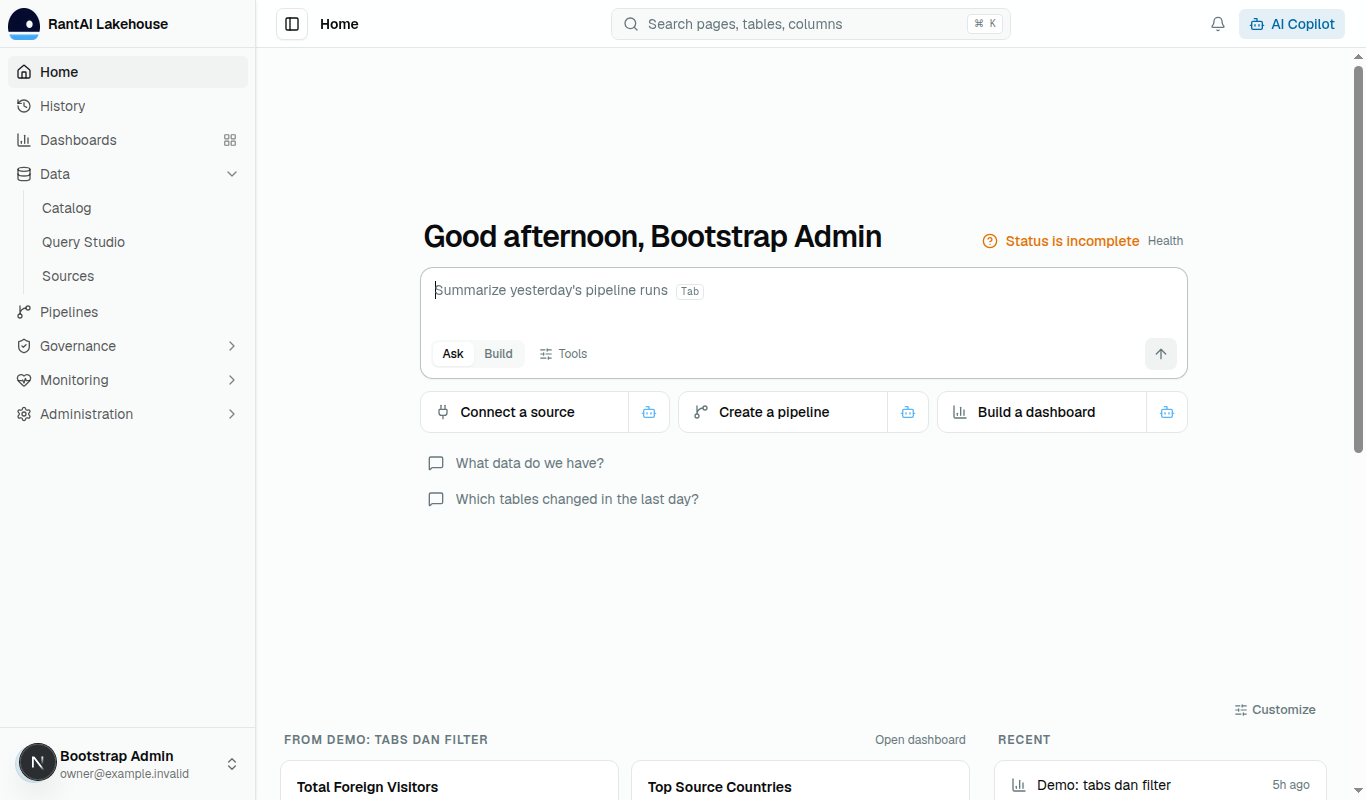 RantAI Lakehouse
Home
Search pages, tables, columns
⌘ K
AI Copilot
Home
History
Dashboards
Data
Catalog
Query Studio
Sources
Pipelines
Governance
Monitoring
Administration
Good afternoon, Bootstrap Admin
Status is incomplete Health
Summarize yesterday's pipeline runs Tab
Ask Build Tools
Connect a source
Create a pipeline
Build a dashboard
What data do we have?
Which tables changed in the last day?
Customize
FROM DEMO: TABS DAN FILTER
Open dashboard
RECENT
Total Foreign Visitors
Top Source Countries
Demo: tabs dan filter 5h ago
N
Bootstrap Admin
owner@example.invalid